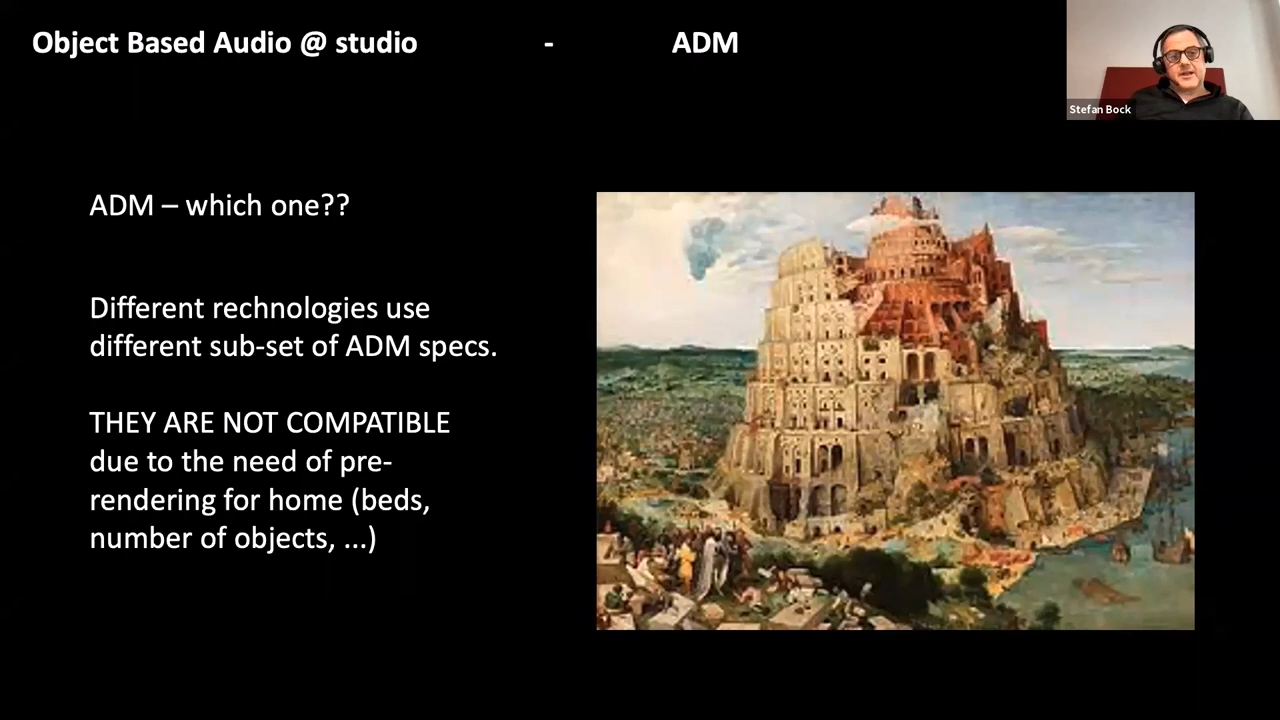 Object Based Audio @ studio - ADM
Stefan Bock
ADM – which one??
Different rechnologies use
different sub-set of ADM specs.
THEY ARE NOT COMPATIBLE
due to the need of pre-
rendering for home (beds,
number of objects, ...)